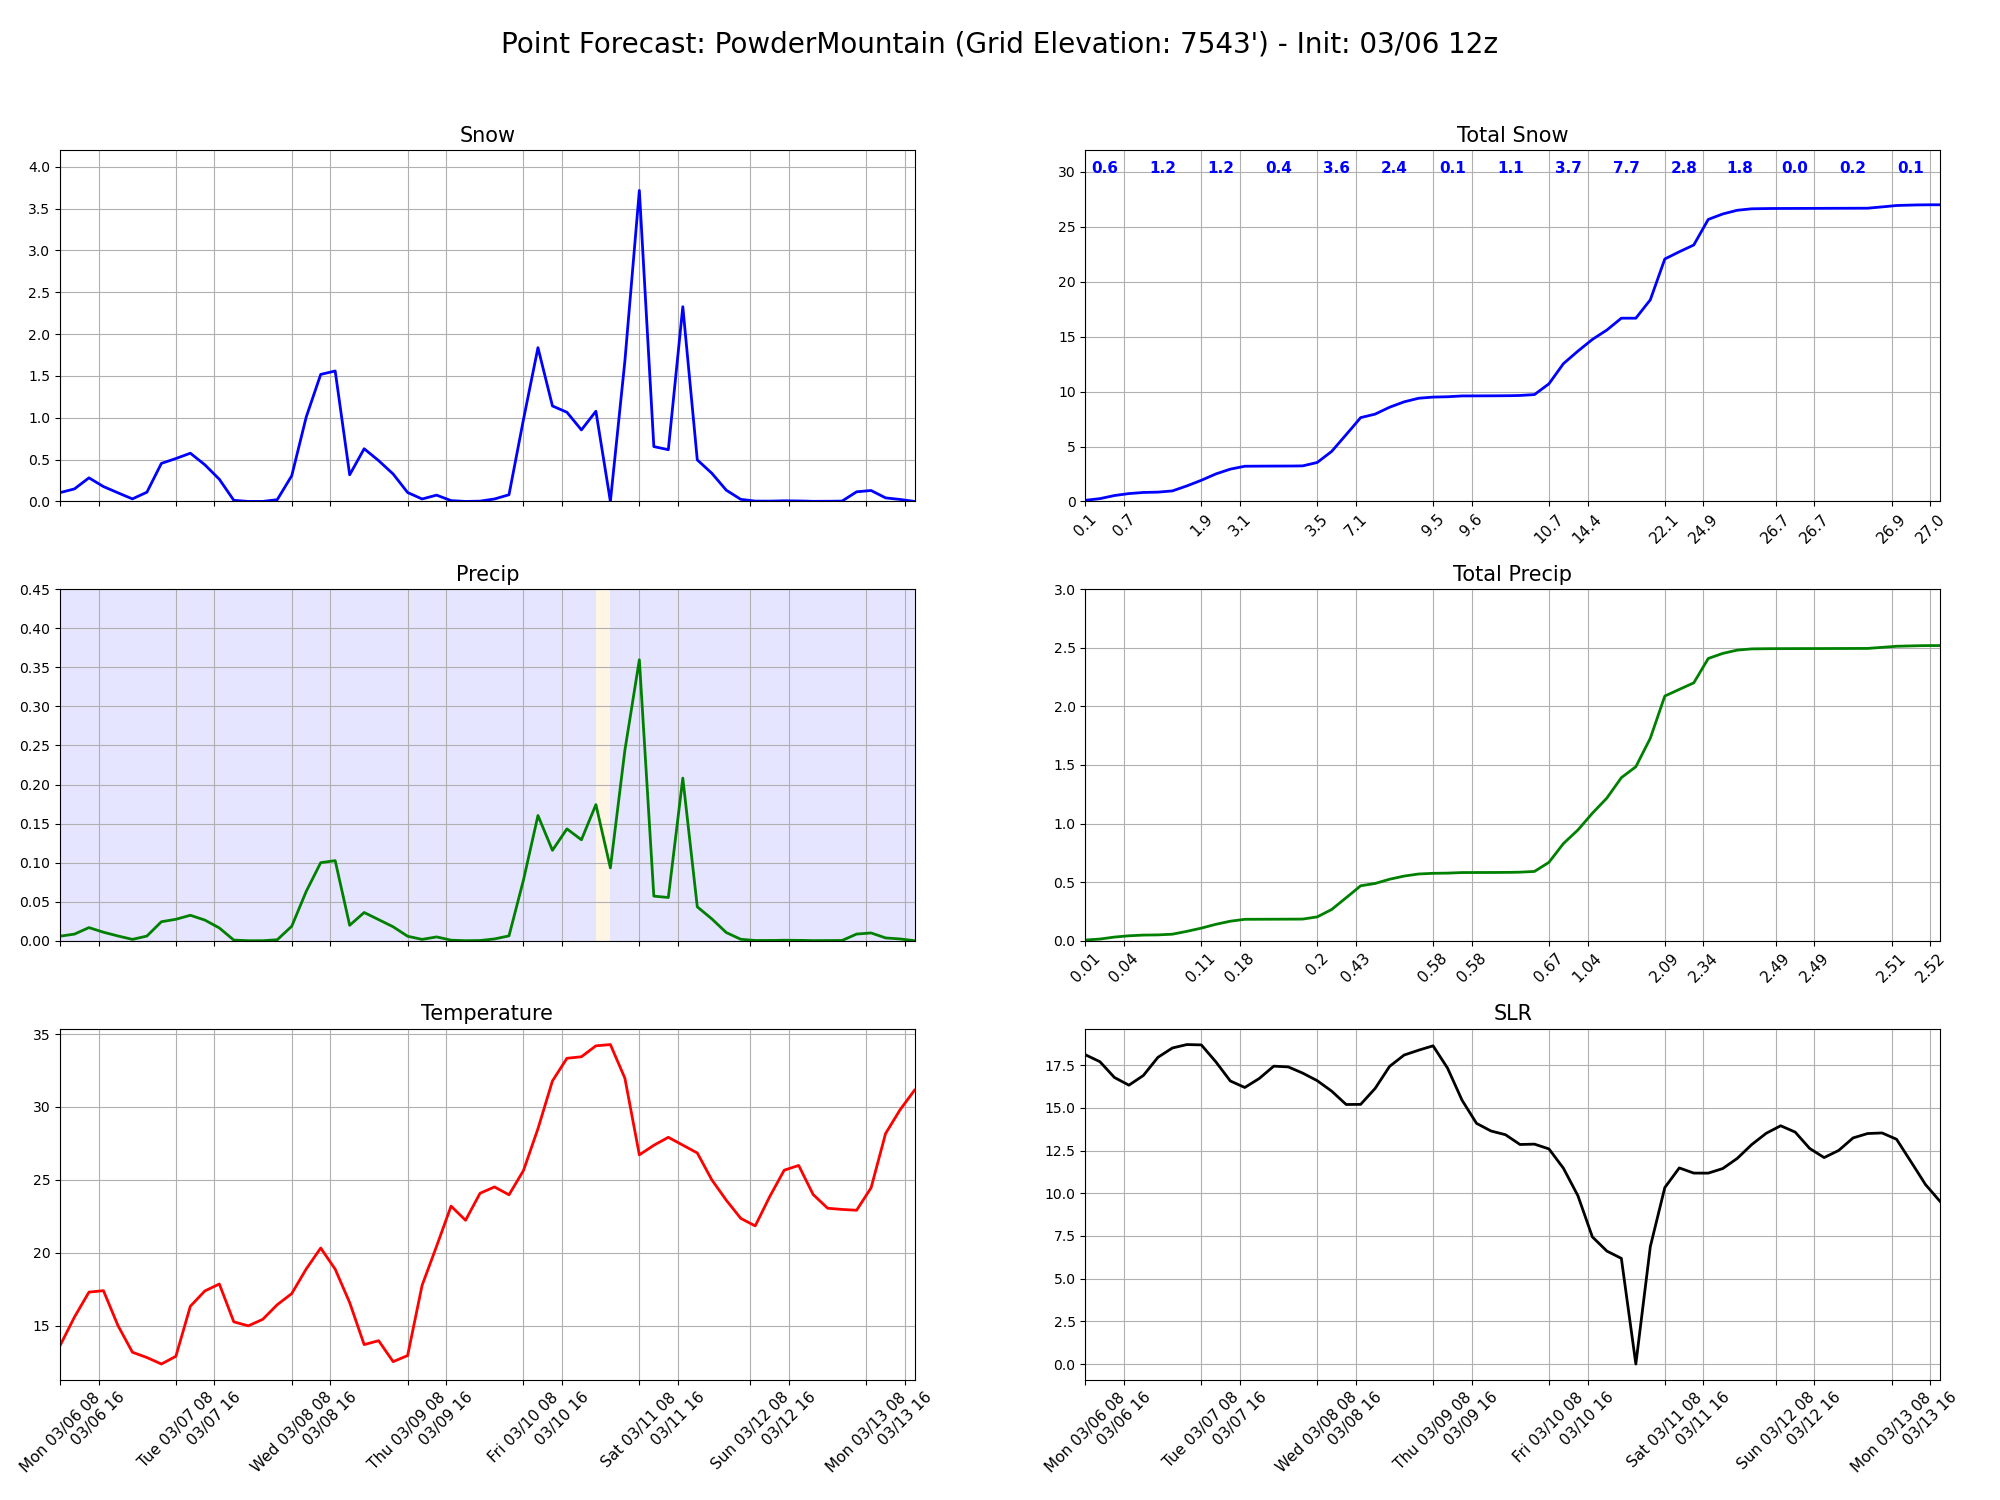 Point Forecast: PowderMountain (Grid Elevation: 7543') - Init: 03/06 12z
Snow
4.0
3.5
3.0
2.5
2.0
1.5
1.0
0.5
0.0
Total Snow
0.6 1.2 1.2 0.4 3.6 2.4 0.1 1.1 3.7 7.7 2.8 1.8 0.0 0.2 0.1
30
25
20
15
10
5
0
0.1 0.7 1.9 3.1 3.5 7.1 9.5 9.6 10.7 14.4 22.1 24.9 26.7 26.7 26.9 27.0
Precip
0.45
0.40
0.35
0.30
0.25
0.20
0.15
0.10
0.05
0.00
Total Precip
3.0
2.5
2.0
1.5
1.0
0.5
0.0
0.01 0.04 0.11 0.18 0.2 0.43 0.58 0.58 0.67 1.04 2.09 2.34 2.49 2.49 2.51 2.52
Temperature
35
30
25
20
15
Mon 03/06 08
03/06 16
Tue 03/07 08
03/07 16
Wed 03/08 08
03/08 16
Thu 03/09 08
03/09 16
Fri 03/10 08
03/10 16
Sat 03/11 08
03/11 16
Sun 03/12 08
03/12 16
Mon 03/13 08
03/13 16
SLR
17.5
15.0
12.5
10.0
7.5
5.0
2.5
0.0
Mon 03/06 08
03/06 16
Tue 03/07 08
03/07 16
Wed 03/08 08
03/08 16
Thu 03/09 08
03/09 16
Fri 03/10 08
03/10 16
Sat 03/11 08
03/11 16
Sun 03/12 08
03/12 16
Mon 03/13 08
03/13 16